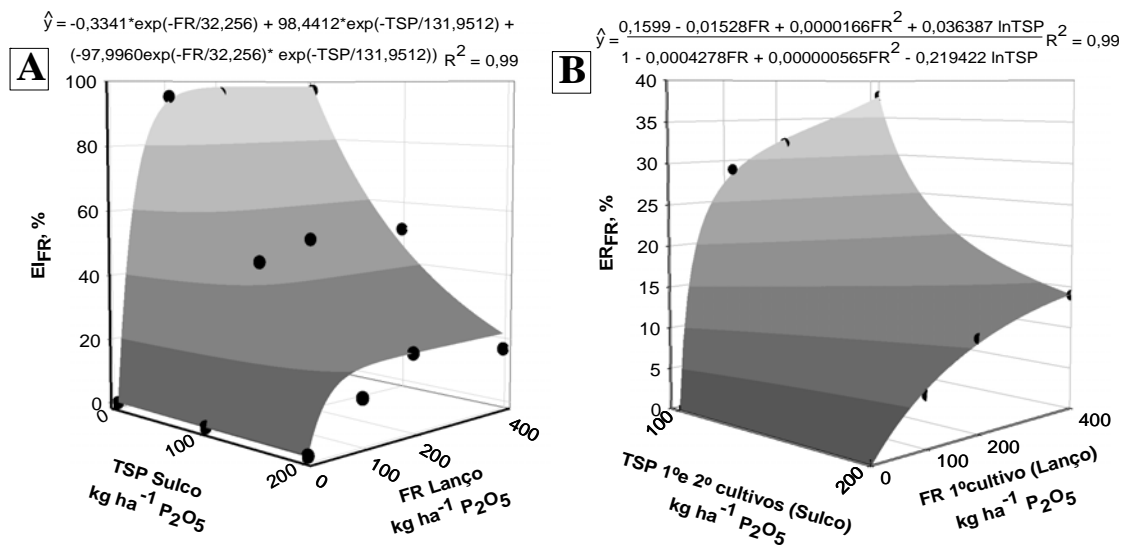 A
ŷ = -0,3341*exp(-FR/32,256) + 98,4412*exp(-TSP/131,9512) +
(-97,9960exp(-FR/32,256)* exp(-TSP/131,9512)) R² = 0,99
EI_FR, %
100
80
60
40
20
0
0
100
200
TSP Sulco
kg ha⁻¹ P₂O₅
0
100
200
400
FR Lanço
kg ha⁻¹ P₂O₅
B
0,1599 - 0,01528FR + 0,0000166FR² + 0,036387 lnTSP
ŷ = R² = 0,99
1 - 0,0004278FR + 0,000000565FR² - 0,219422 lnTSP
ER_FR, %
40
35
30
25
20
15
10
5
0
100
200
TSP 1ºe 2º cultivos (Sulco)
kg ha⁻¹ P₂O₅
0
100
200
400
FR 1ºcultivo (Lanço)
kg ha⁻¹ P₂O₅